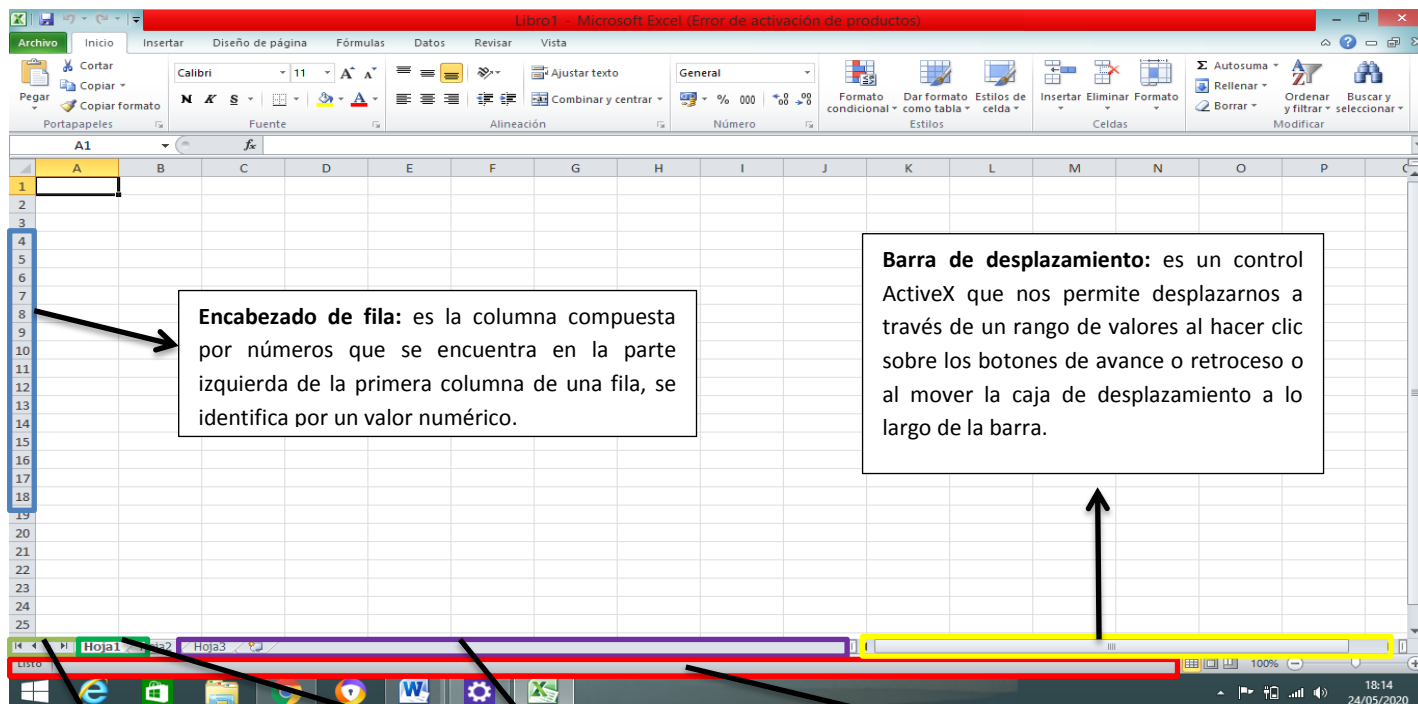 Libro1 - Microsoft Excel (Error de activación de productos)
Archivo Inicio Insertar Diseño de página Fórmulas Datos Revisar Vista
Pegar
Cortar
Copiar
Copiar formato
Portapapeles
Calibri 11 A A
N K S A
Fuente
Ajustar texto
Combinar y centrar
Alineación
General
% 000
Número
Formato condicional
Dar formato como tabla
Estilos de celda
Estilos
Insertar Eliminar Formato
Celdas
Σ Autosuma
Rellenar
Borrar
Ordenar y filtrar
Buscar y seleccionar
Modificar
A1 fx
A B C D E F G H I J K L M N O P
1
2
3
4
5
6
7
8
9
10
11
12
13
14
15
16
17
18
19
20
21
22
23
24
25
Encabezado de fila: es la columna compuesta
por números que se encuentra en la parte
izquierda de la primera columna de una fila, se
identifica por un valor numérico.
Barra de desplazamiento: es un control
ActiveX que nos permite desplazarnos a
través de un rango de valores al hacer clic
sobre los botones de avance o retroceso o
al mover la caja de desplazamiento a lo
largo de la barra.
Hoja1 Hoja2 Hoja3
Listo 100%
18:14
24/05/2020